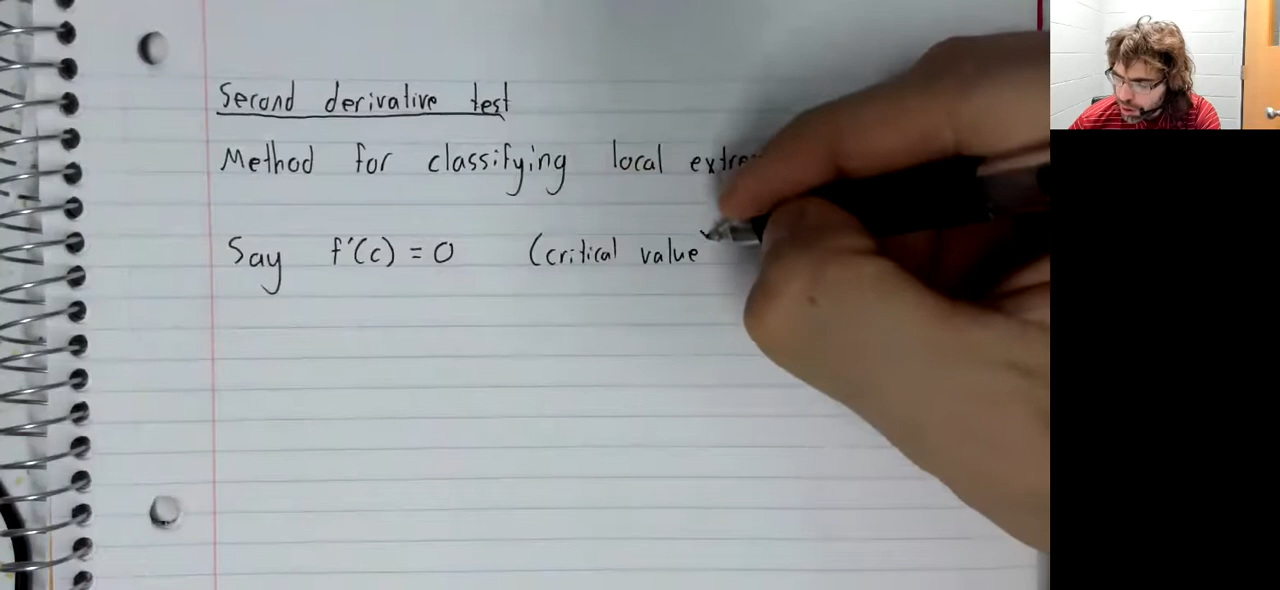 Second derivative test
Method for classifying local
Say f'(c) = 0 (critical value